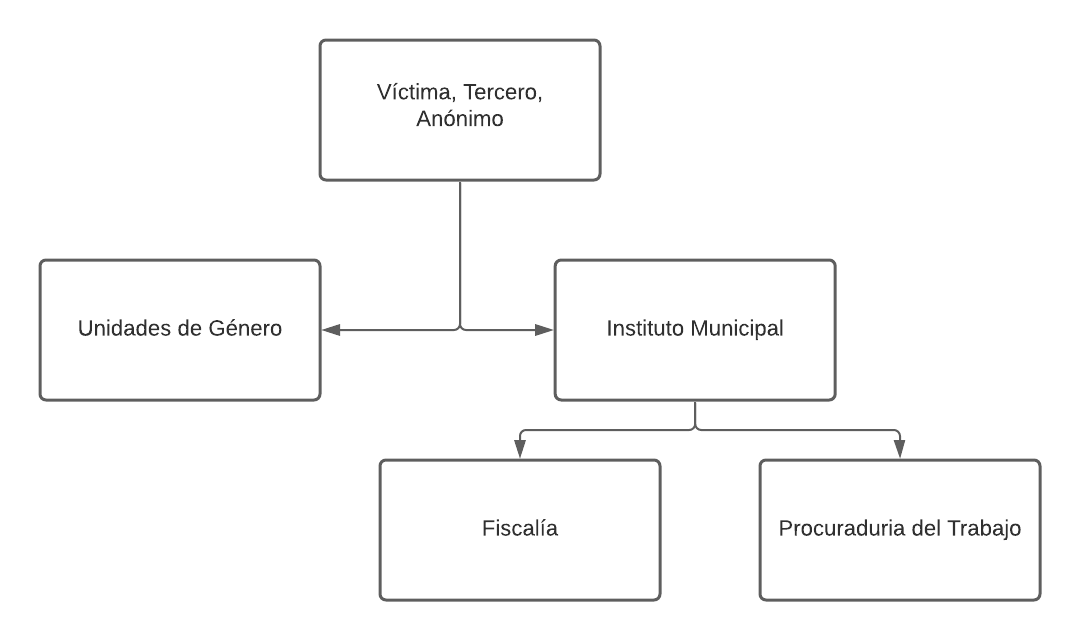 Víctima, Tercero,
Anónimo
Unidades de Género
Instituto Municipal
Fiscalía
Procuraduria del Trabajo